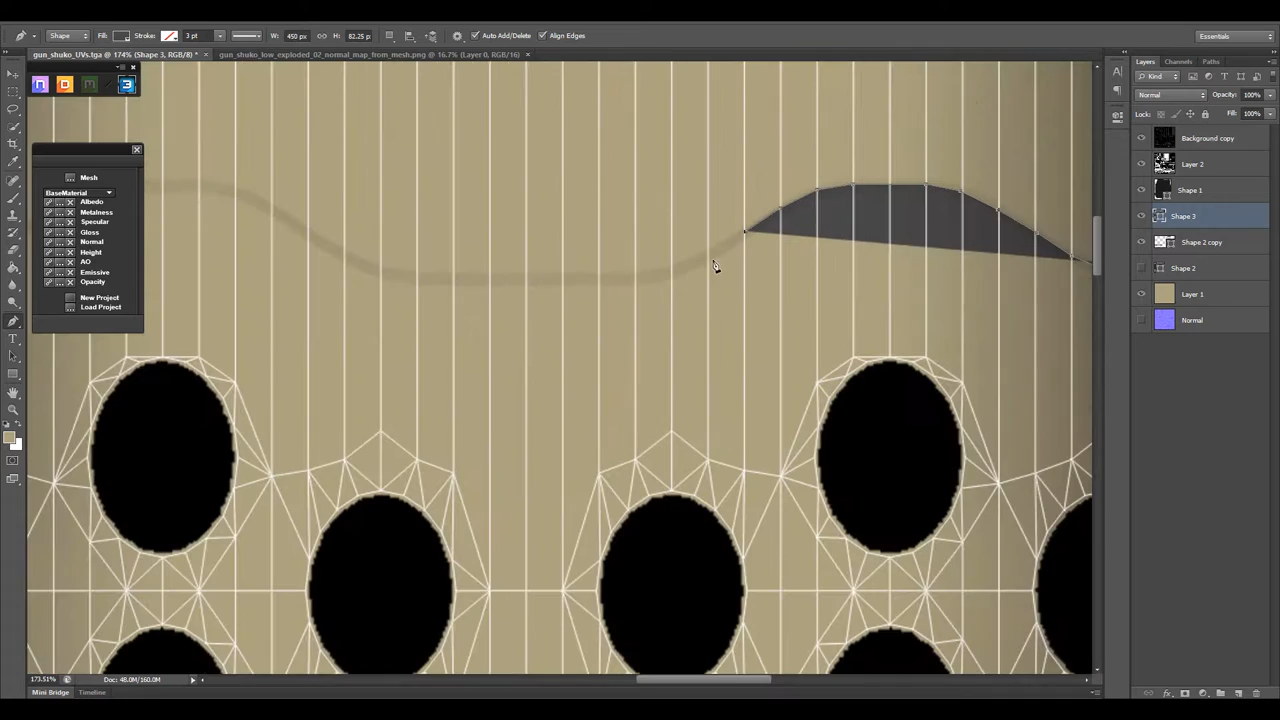 Shape Fill: Stroke: 3 pt W: 450 px H: 82.25 px Auto Add/Delete Align Edges Essentials
gun_shuko_UVs.tga @ 174% (Shape 3, RGB/8) * × gun_shuko_low_exploded_02_normal_map_from_mesh.png @ 16.7% (Layer 0, RGB/16) ×
n D m 3
Mesh
BaseMaterial
Albedo
Metalness
Specular
Gloss
Normal
Height
AO
Emissive
Opacity
New Project
Load Project
Layers Channels Paths
Kind
Normal Opacity: 100%
Lock: Fill: 100%
Background copy
Layer 2
Shape 1
Shape 3
Shape 2 copy
Shape 2
Layer 1
Normal
173.51% Doc: 48.0M/160.0M
Mini Bridge Timeline